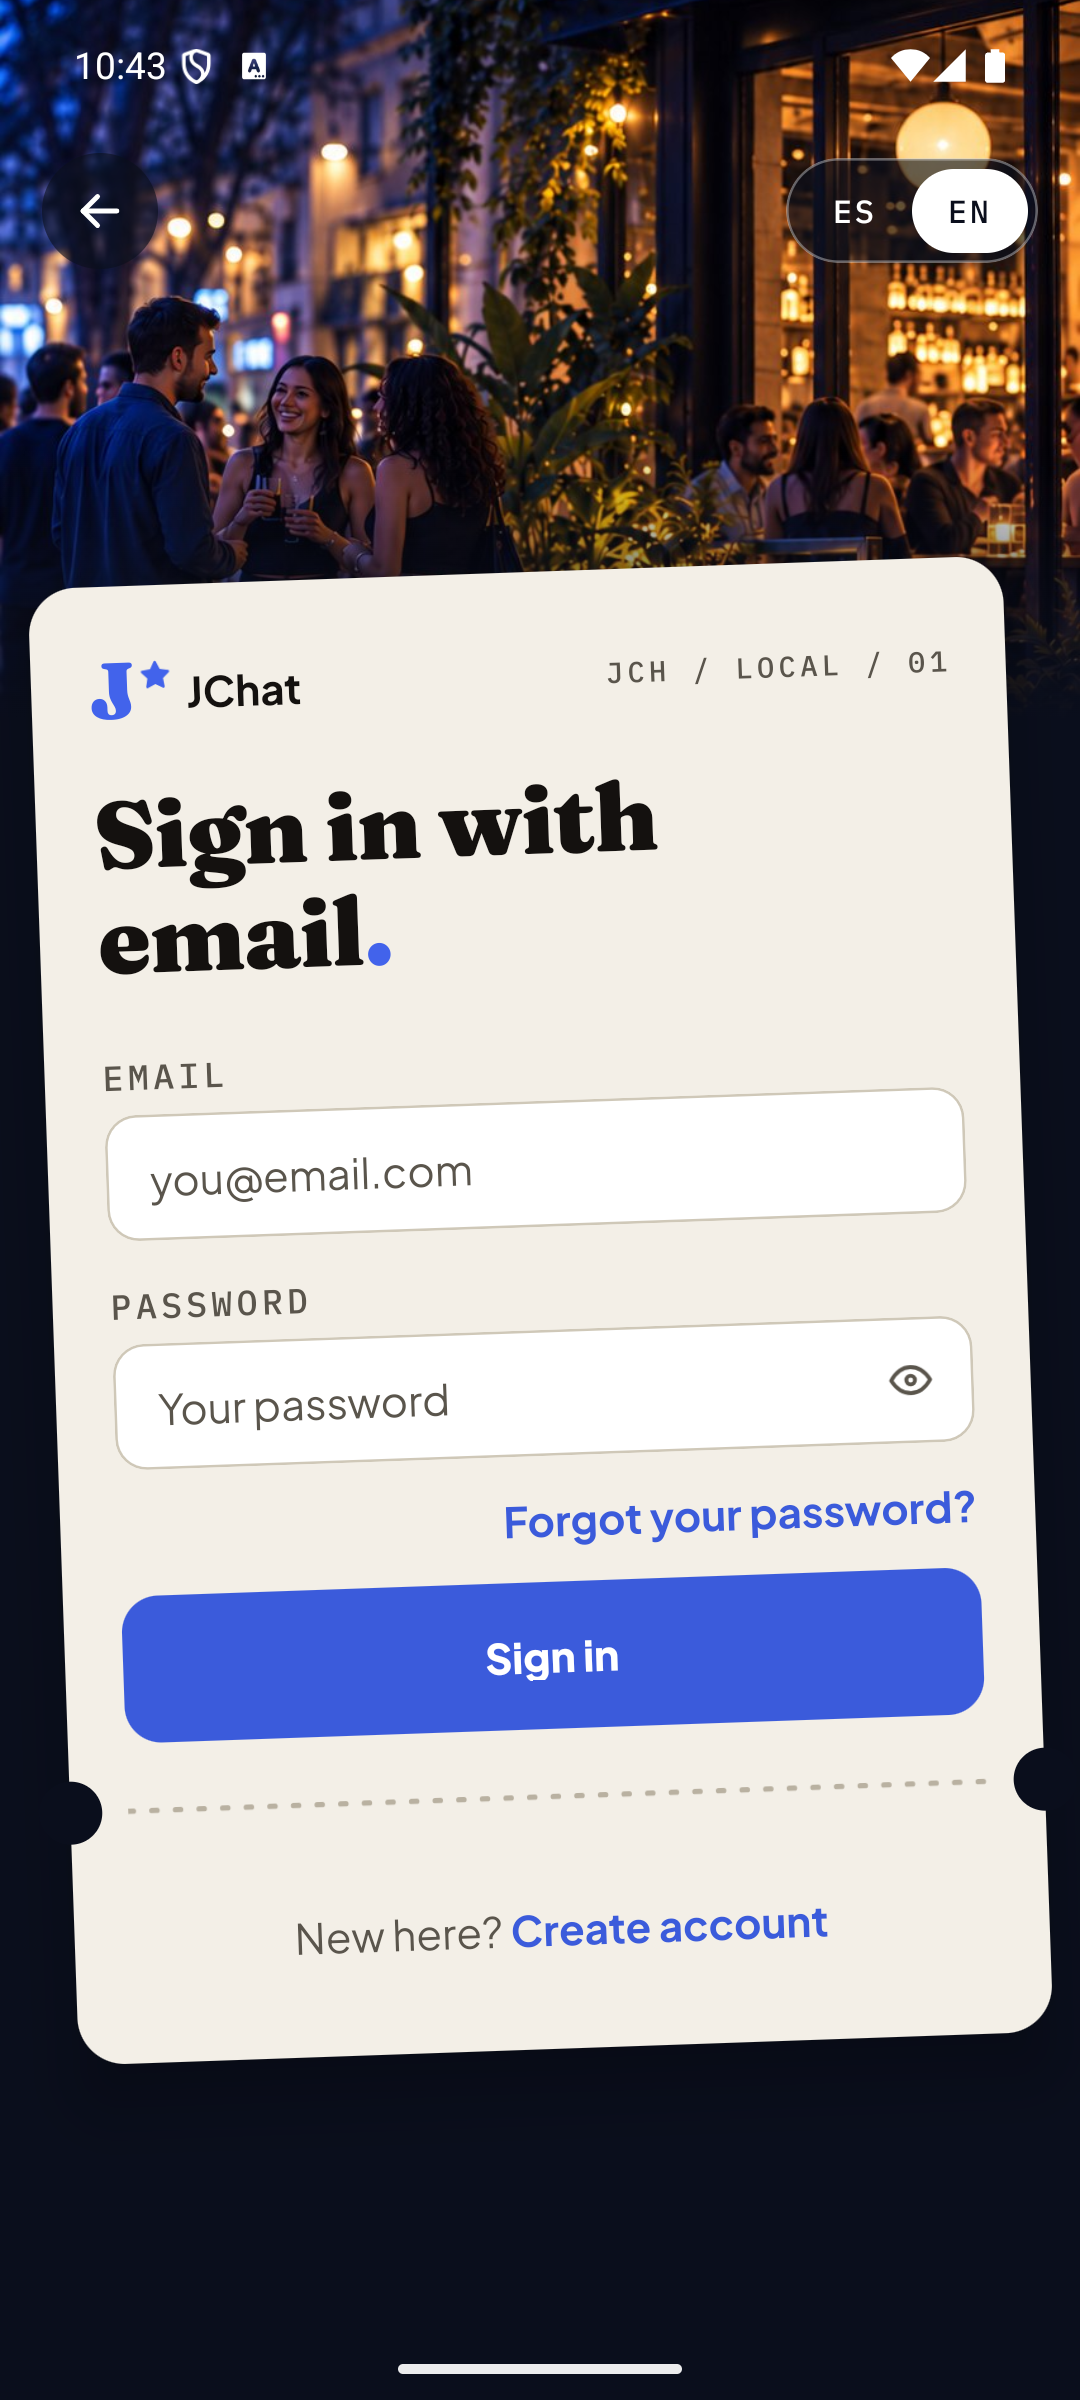 10:43
ES EN
J JChat
JCH / LOCAL / 01
Sign in with
email.
EMAIL
you@email.com
PASSWORD
Your password
Forgot your password?
Sign in
New here? Create account